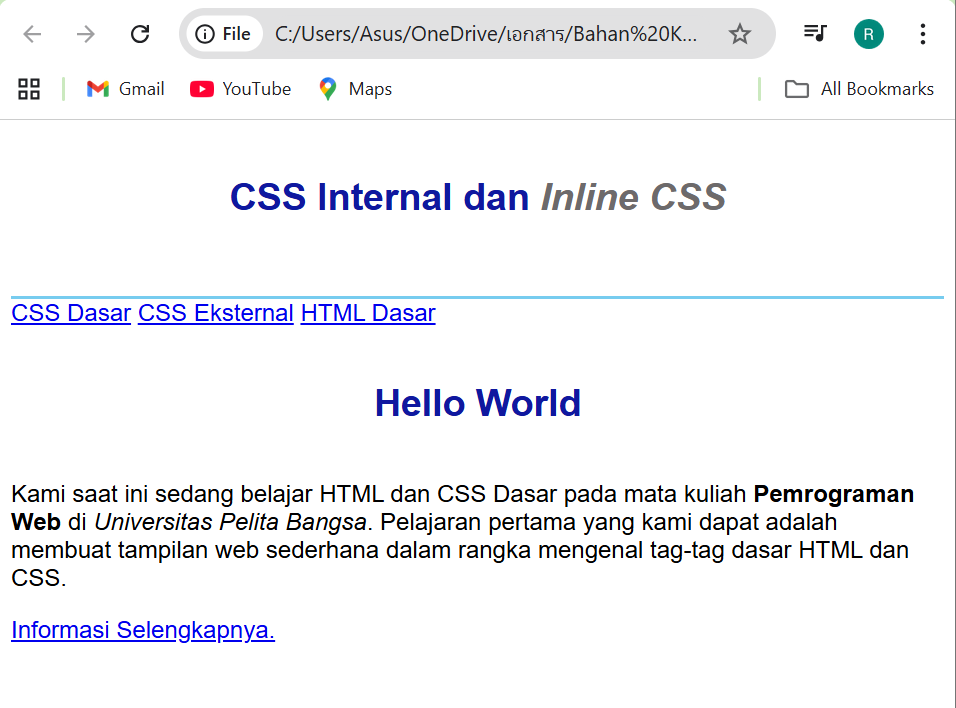 File C:/Users/Asus/OneDrive/เอกสาร/Bahan%20K... R
Gmail YouTube Maps All Bookmarks
CSS Internal dan Inline CSS
CSS Dasar CSS Eksternal HTML Dasar
Hello World
Kami saat ini sedang belajar HTML dan CSS Dasar pada mata kuliah Pemrograman
Web di Universitas Pelita Bangsa. Pelajaran pertama yang kami dapat adalah
membuat tampilan web sederhana dalam rangka mengenal tag-tag dasar HTML dan
CSS.
Informasi Selengkapnya.